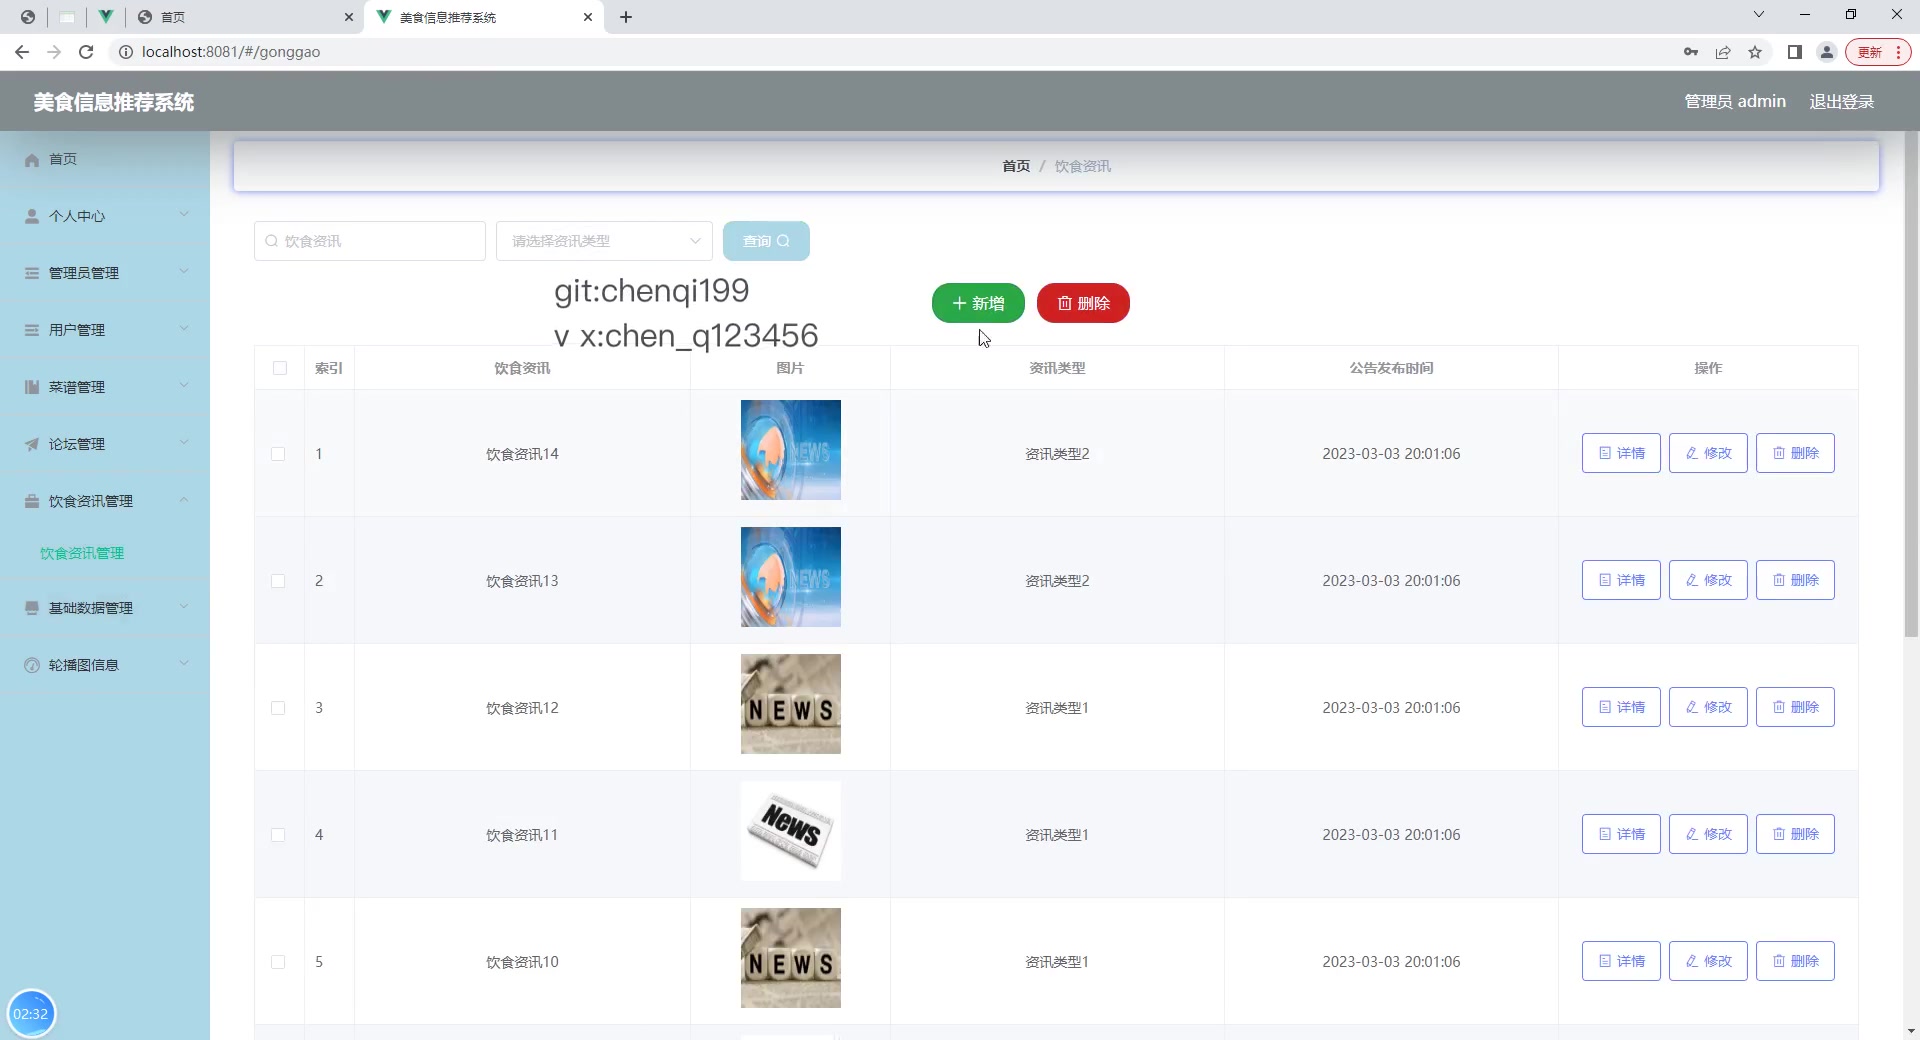 首页
美食信息推荐系统
localhost:8081/#/gonggao
更新
美食信息推荐系统
管理员 admin
退出登录
首页
个人中心
管理员管理
用户管理
菜谱管理
论坛管理
饮食资讯管理
饮食资讯管理
基础数据管理
轮播图信息
02:32
首页 / 饮食资讯
饮食资讯
请选择资讯类型
查询
git:chenqi199
v x:chen_q123456
新增
删除
索引 饮食资讯 图片 资讯类型 公告发布时间 操作
1 饮食资讯14 NEWS 资讯类型2 2023-03-03 20:01:06 详情 修改 删除
2 饮食资讯13 NEWS 资讯类型2 2023-03-03 20:01:06 详情 修改 删除
3 饮食资讯12 NEWS 资讯类型1 2023-03-03 20:01:06 详情 修改 删除
4 饮食资讯11 News 资讯类型1 2023-03-03 20:01:06 详情 修改 删除
5 饮食资讯10 NEWS 资讯类型1 2023-03-03 20:01:06 详情 修改 删除